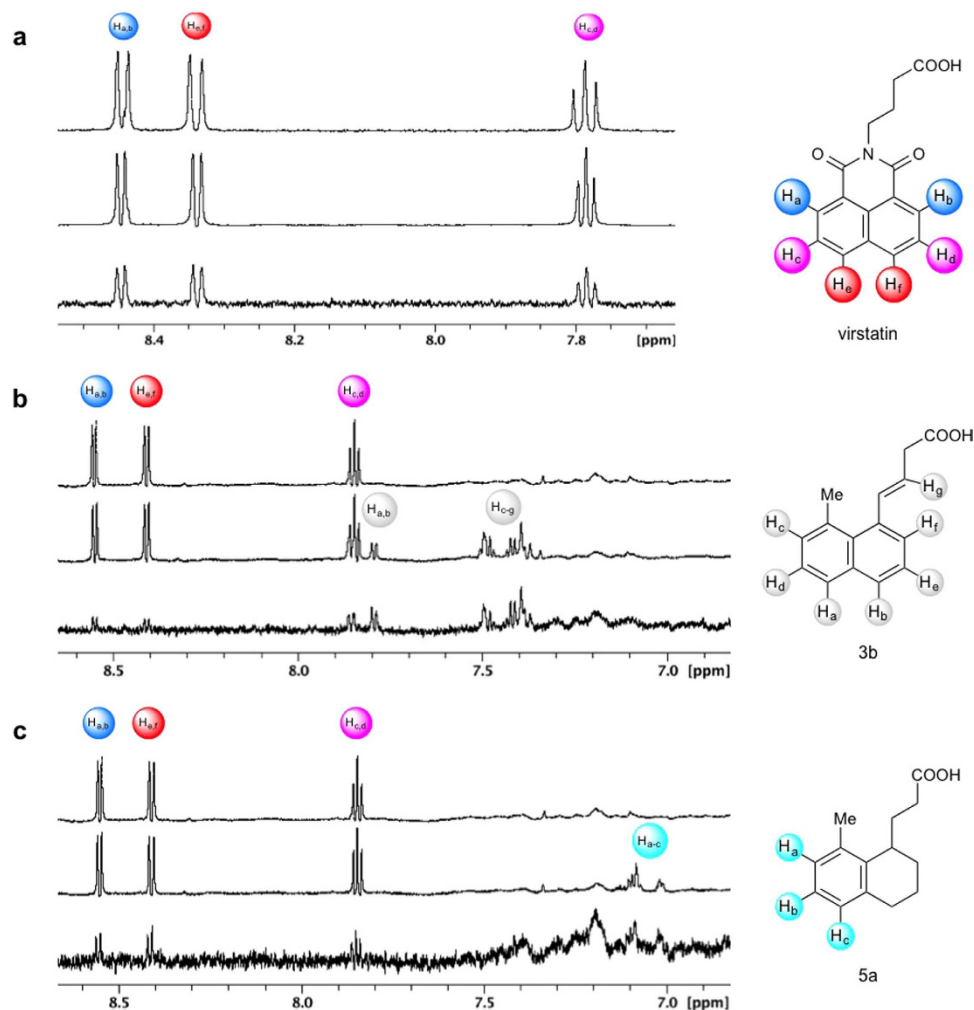 a
Ha,b He,f Hc,d
8.4 8.2 8.0 7.8 [ppm]
COOH
O N O
Ha Hb
Hc Hd
He Hf
virstatin
b
Ha,b He,f Hc,d
Ha,b Hc-g
8.5 8.0 7.5 7.0 [ppm]
COOH
Me Hg
Hc Hf
Hd He
Ha Hb
3b
c
Ha,b He,f Hc,d
Ha-c
8.5 8.0 7.5 7.0 [ppm]
COOH
Me
Ha
Hb
Hc
5a